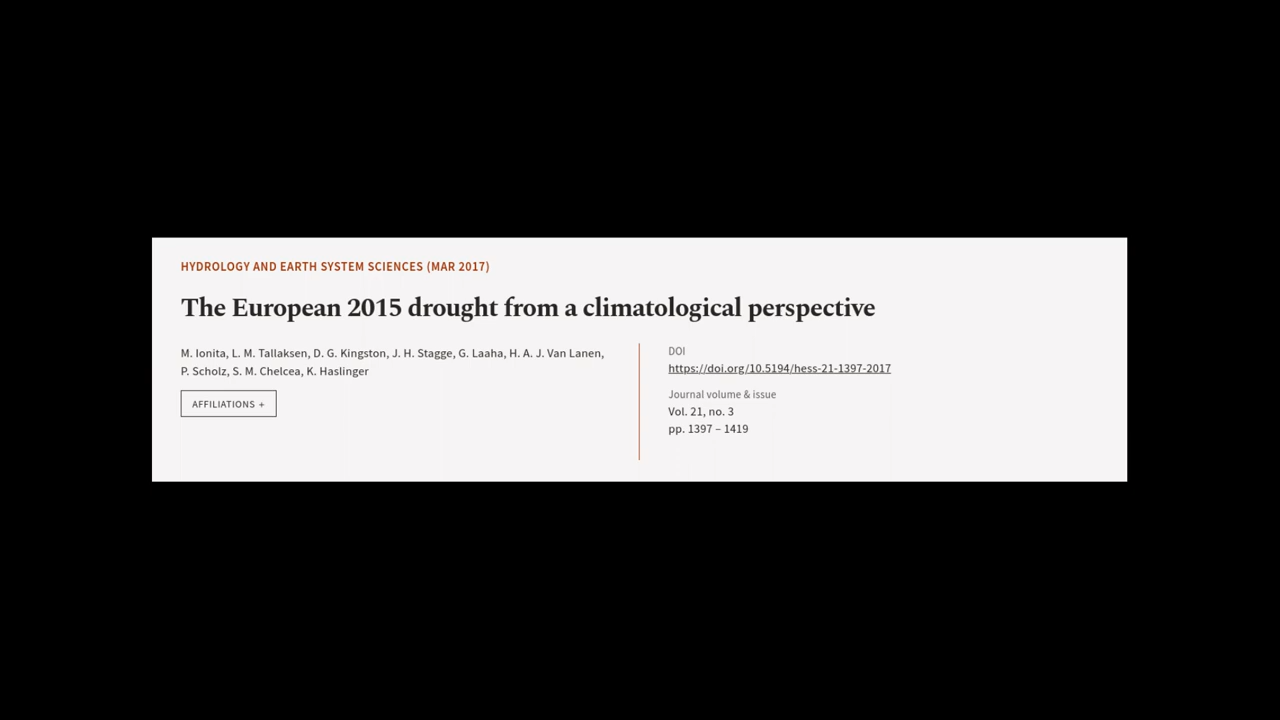 HYDROLOGY AND EARTH SYSTEM SCIENCES (MAR 2017)
The European 2015 drought from a climatological perspective
M. Ionita, L. M. Tallaksen, D. G. Kingston, J. H. Stagge, G. Laaha, H. A. J. Van Lanen,
P. Scholz, S. M. Chelcea, K. Haslinger
AFFILIATIONS +
DOI
https://doi.org/10.5194/hess-21-1397-2017
Journal volume & issue
Vol. 21, no. 3
pp. 1397 – 1419